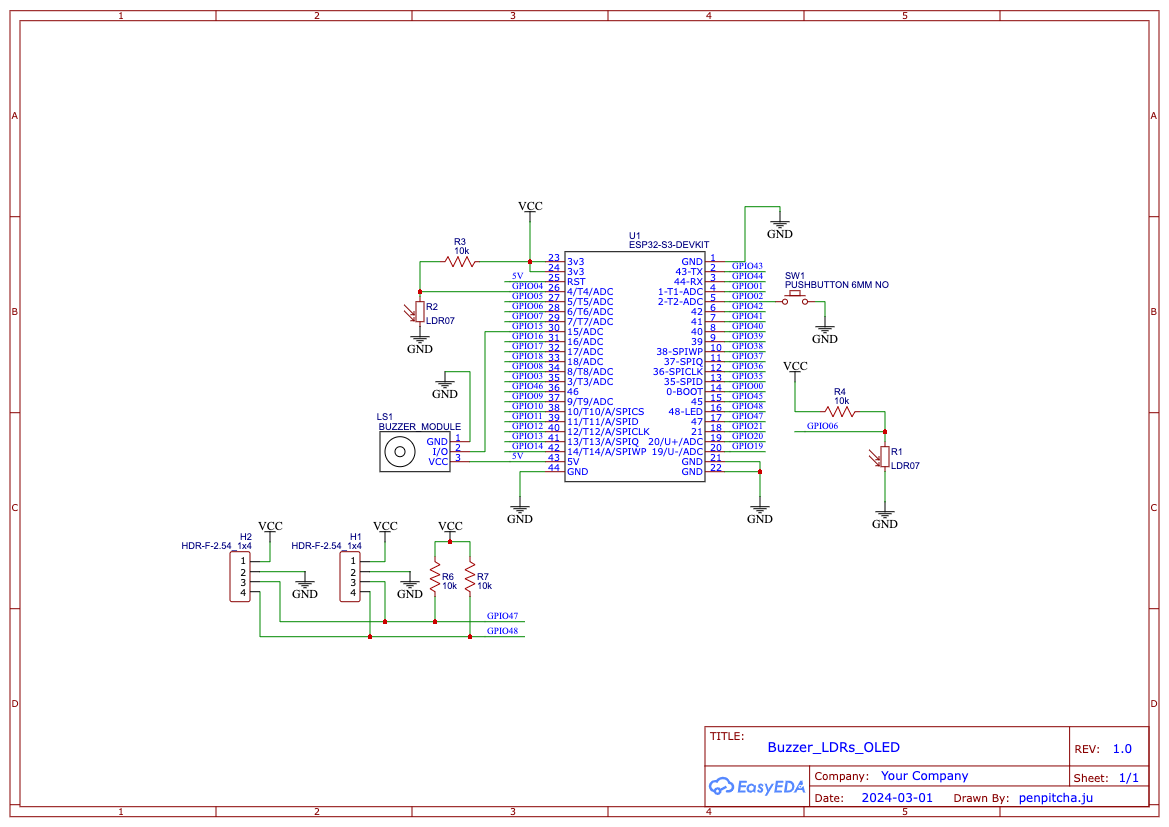 1 2 3 4 5
A A
B B
C C
D D
VCC
GND
U1
ESP32-S3-DEVKIT
R3
10k
R2
LDR07
GND
23 3v3
24 3v3
5V 25 RST
GPIO04 26 4/T4/ADC
GPIO05 27 5/T5/ADC
GPIO06 28 6/T6/ADC
GPIO07 29 7/T7/ADC
GPIO15 30 15/ADC
GPIO16 31 16/ADC
GPIO17 32 17/ADC
GPIO18 33 18/ADC
GPIO08 34 8/T8/ADC
GPIO03 35 3/T3/ADC
GPIO46 36 46
GPIO09 37 9/T9/ADC
GPIO10 38 10/T10/A/SPICS
GPIO11 39 11/T11/A/SPID
GPIO12 40 12/T12/A/SPICLK
GPIO13 41 13/T13/A/SPIQ
GPIO14 42 14/T14/A/SPIWP
5V 43 5V
44 GND
GND 1
43-TX 2 GPIO43
44-RX 3 GPIO44
1-T1-ADC 4 GPIO01
2-T2-ADC 5 GPIO02
42 6 GPIO42
41 7 GPIO41
40 8 GPIO40
39 9 GPIO39
38-SPIWP 10 GPIO38
37-SPIQ 11 GPIO37
36-SPICLK 12 GPIO36
35-SPID 13 GPIO35
0-BOOT 14 GPIO00
45 15 GPIO45
48-LED 16 GPIO48
47 17 GPIO47
21 18 GPIO21
20/U+/ADC 19 GPIO20
19/U-/ADC 20 GPIO19
GND 21
GND 22
SW1
PUSHBUTTON 6MM NO
GND
GND
LS1
BUZZER_MODULE
GND 1
I/O 2
VCC 3
GND
GND
VCC
R4
10k
GPIO06
R1
LDR07
GND
H2
HDR-F-2.54_1x4
VCC
1
2
3
4
GND
H1
HDR-F-2.54_1x4
VCC
1
2
3
4
GND
VCC
R6
10k
R7
10k
GPIO47
GPIO48
TITLE:
Buzzer_LDRs_OLED
REV: 1.0
EasyEDA
Company: Your Company
Sheet: 1/1
Date: 2024-03-01 Drawn By: penpitcha.ju
1 2 3 4 5